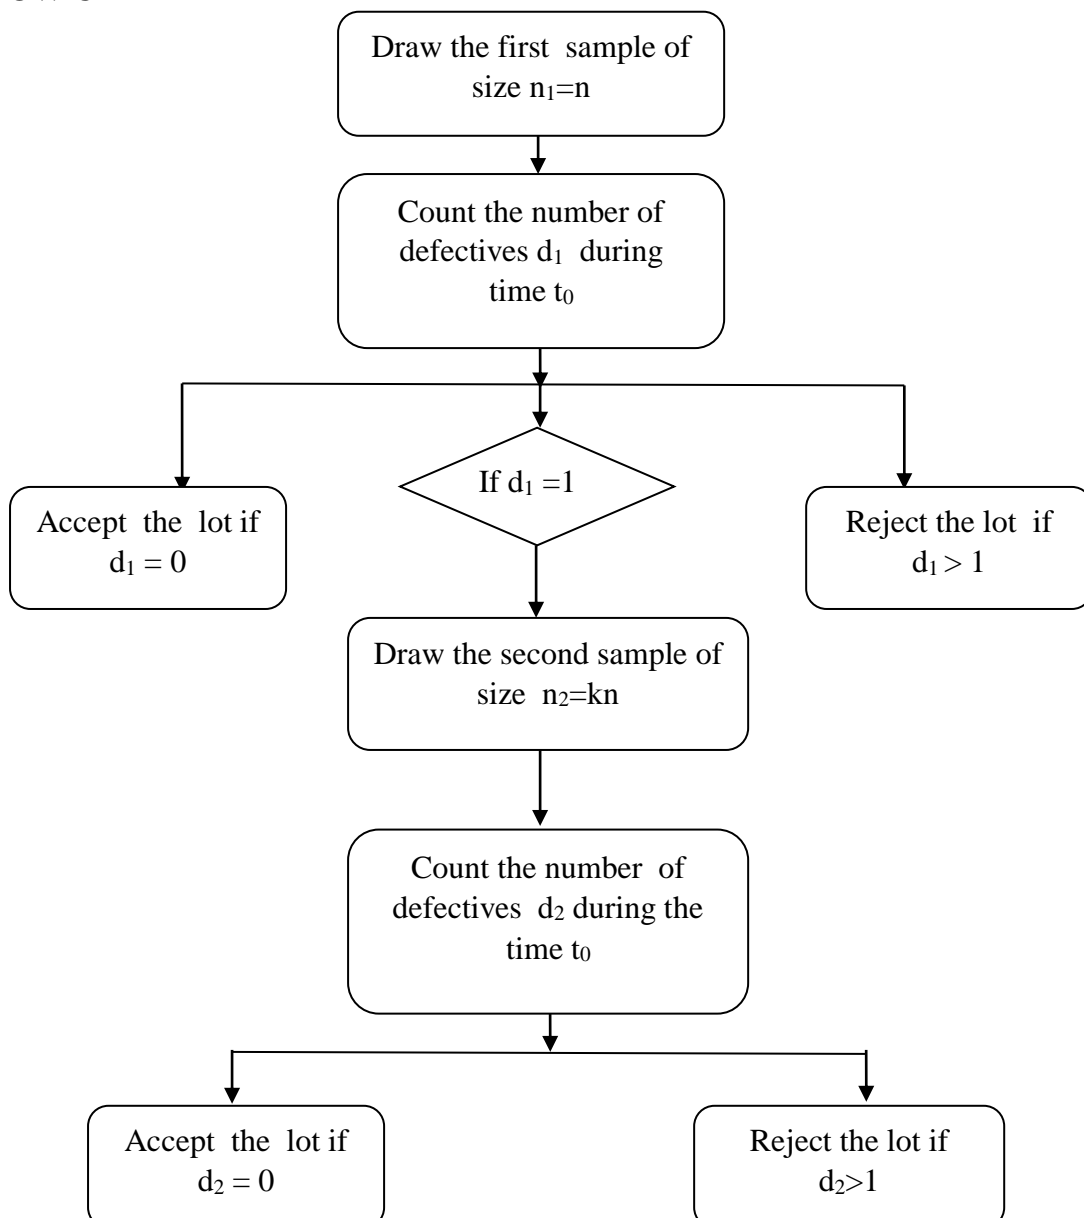 Draw the first sample of
size n₁=n
Count the number of
defectives d₁ during
time t₀
If d₁ =1
Accept the lot if
d₁ = 0
Reject the lot if
d₁ > 1
Draw the second sample of
size n₂=kn
Count the number of
defectives d₂ during the
time t₀
Accept the lot if
d₂ = 0
Reject the lot if
d₂>1